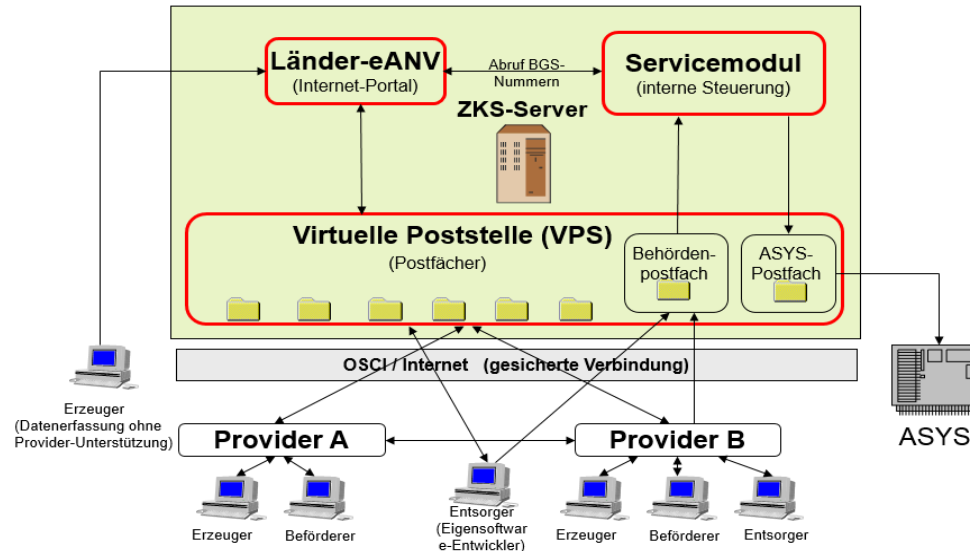 Länder-eANV
(Internet-Portal)
Abruf BGS-
Nummern
Servicemodul
(interne Steuerung)
ZKS-Server
Virtuelle Poststelle (VPS)
(Postfächer)
Behörden-
postfach
ASYS-
Postfach
OSCI / Internet (gesicherte Verbindung)
Erzeuger
(Datenerfassung ohne
Provider-Unterstützung)
ASYS
Provider A
Provider B
Erzeuger
Beförderer
Entsorger
(Eigensoftwar
e-Entwickler)
Erzeuger
Beförderer
Entsorger